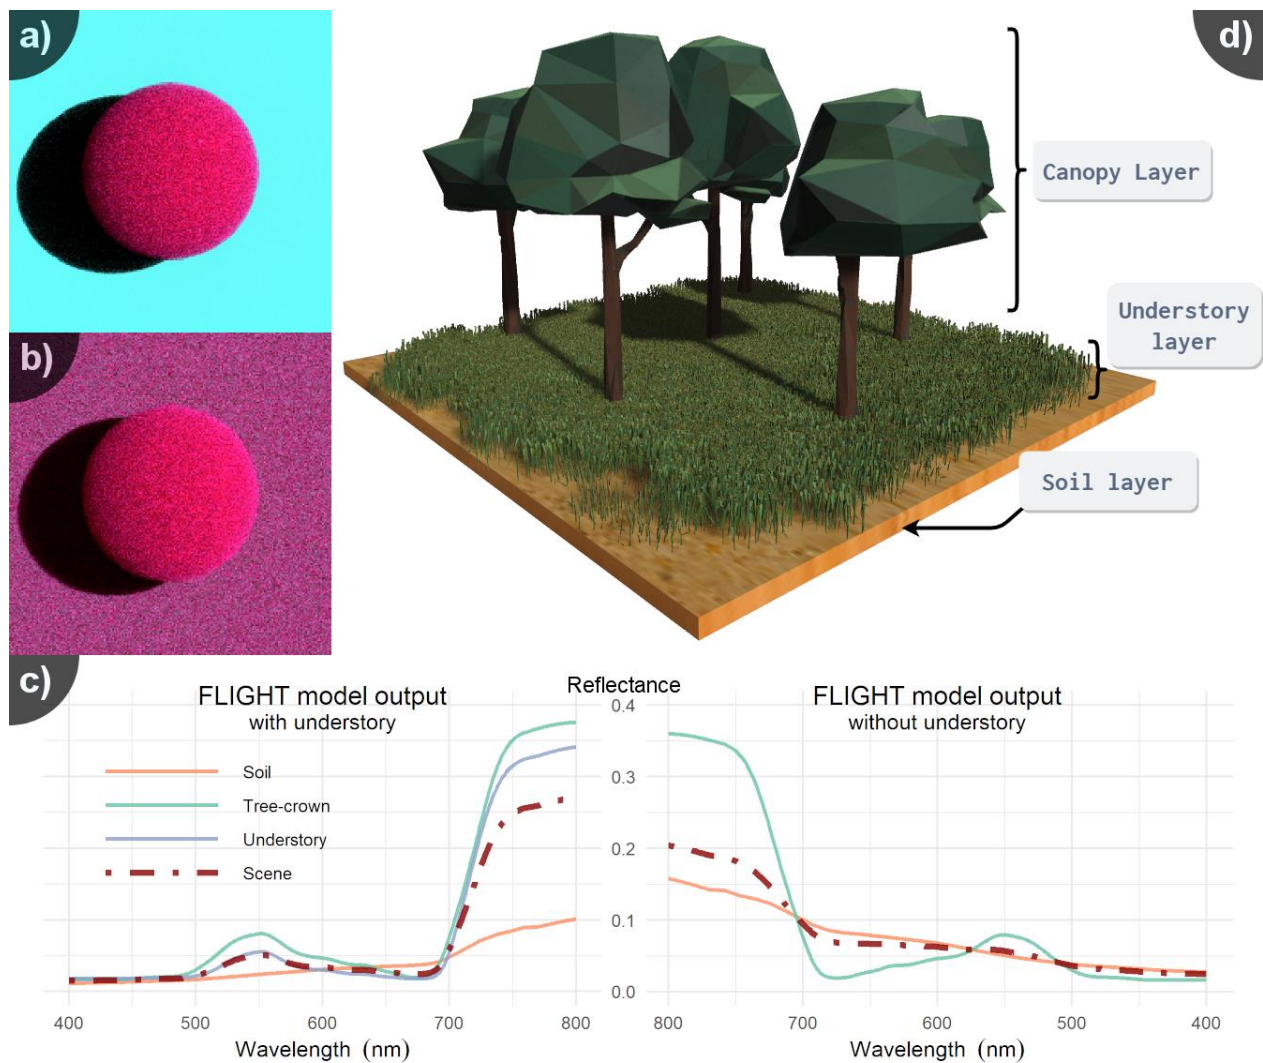 a)
d)
Canopy Layer
Understory
layer
b)
Soil layer
c)
FLIGHT model output
with understory
Reflectance
FLIGHT model output
without understory
Soil
Tree-crown
Understory
Scene
0.4
0.3
0.2
0.1
0.0
400 500 600 700 800
800 700 600 500 400
Wavelength (nm)
Wavelength (nm)